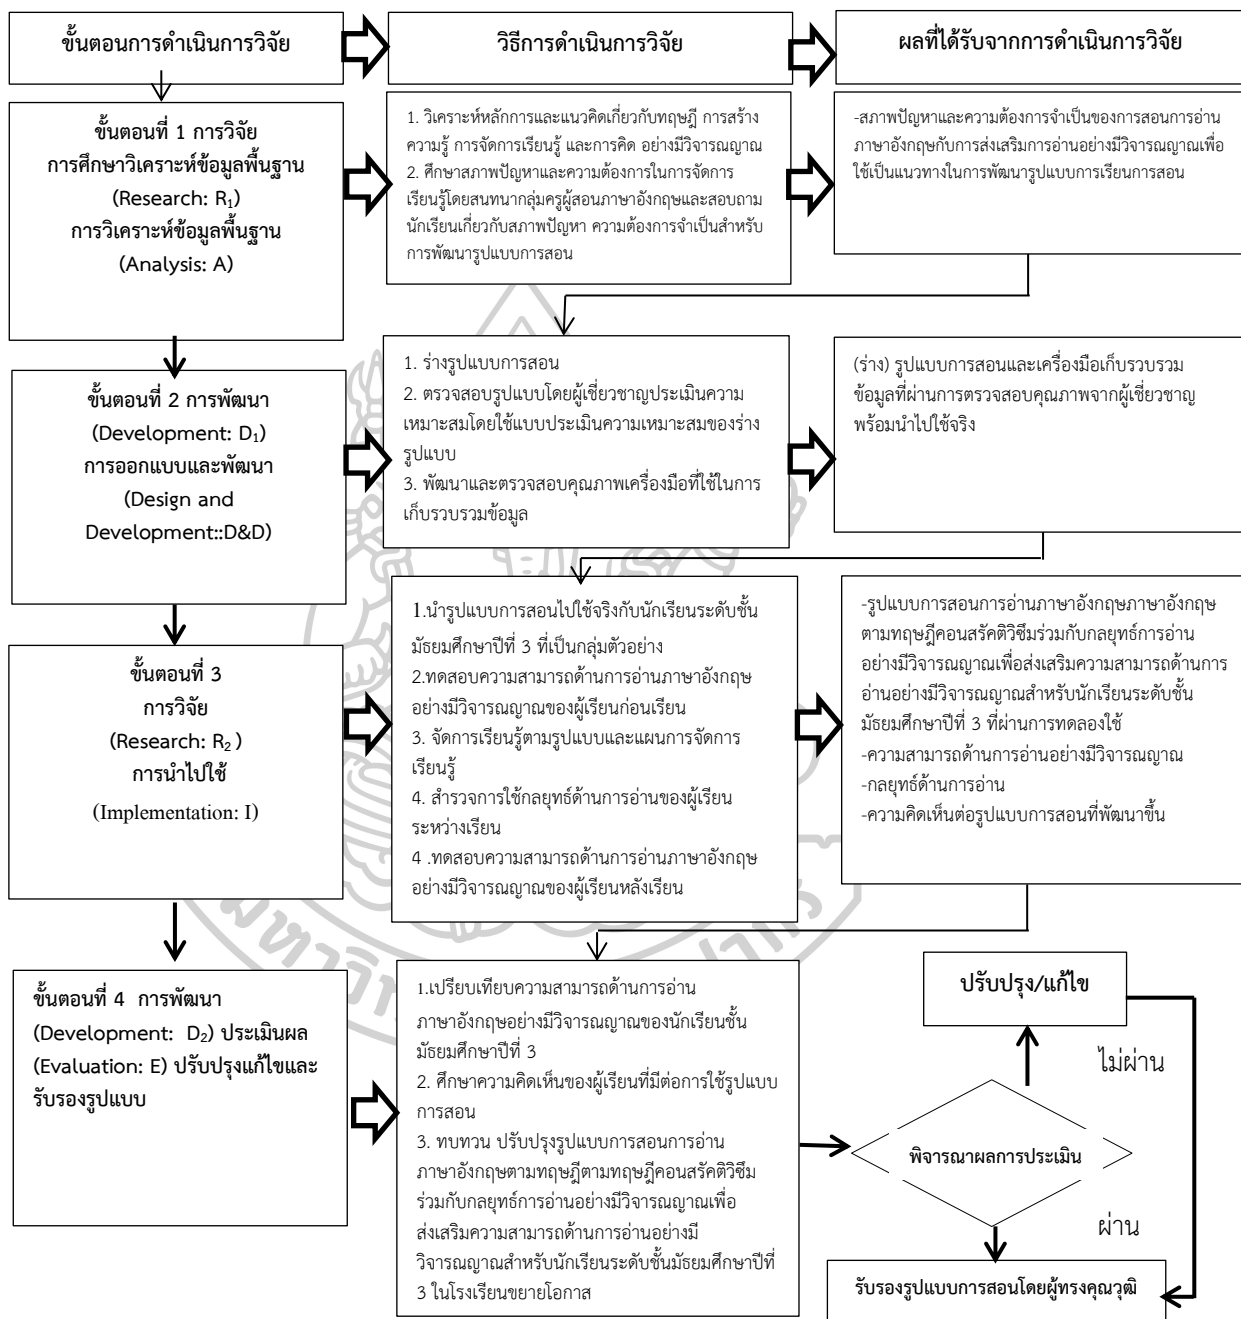 ขั้นตอนการดำเนินการวิจัย
วิธีการดำเนินการวิจัย
ผลที่ได้รับจากการดำเนินการวิจัย
ขั้นตอนที่ 1 การวิจัย
การศึกษาวิเคราะห์ข้อมูลพื้นฐาน
(Research: R1)
การวิเคราะห์ข้อมูลพื้นฐาน
(Analysis: A)
1. วิเคราะห์หลักการและแนวคิดเกี่ยวกับทฤษฎี การสร้าง
ความรู้ การจัดการเรียนรู้ และการคิด อย่างมีวิจารณญาณ
2. ศึกษาสภาพปัญหาและความต้องการในการจัดการ
เรียนรู้โดยสนทนากลุ่มครูผู้สอนภาษาอังกฤษและสอบถาม
นักเรียนเกี่ยวกับสภาพปัญหา ความต้องการจำเป็นสำหรับ
การพัฒนารูปแบบการสอน
-สภาพปัญหาและความต้องการจำเป็นของการสอนการอ่าน
ภาษาอังกฤษกับการส่งเสริมการอ่านอย่างมีวิจารณญาณเพื่อ
ใช้เป็นแนวทางในการพัฒนารูปแบบการเรียนการสอน
ขั้นตอนที่ 2 การพัฒนา
(Development: D1)
การออกแบบและพัฒนา
(Design and
Development::D&D)
1. ร่างรูปแบบการสอน
2. ตรวจสอบรูปแบบโดยผู้เชี่ยวชาญประเมินความ
เหมาะสมโดยใช้แบบประเมินความเหมาะสมของร่าง
รูปแบบ
3. พัฒนาและตรวจสอบคุณภาพเครื่องมือที่ใช้ในการ
เก็บรวบรวมข้อมูล
(ร่าง) รูปแบบการสอนและเครื่องมือเก็บรวบรวม
ข้อมูลที่ผ่านการตรวจสอบคุณภาพจากผู้เชี่ยวชาญ
พร้อมนำไปใช้จริง
ขั้นตอนที่ 3
การวิจัย
(Research: R2 )
การนำไปใช้
(Implementation: I)
1.นำรูปแบบการสอนไปใช้จริงกับนักเรียนระดับชั้น
มัธยมศึกษาปีที่ 3 ที่เป็นกลุ่มตัวอย่าง
2.ทดสอบความสามารถด้านการอ่านภาษาอังกฤษ
อย่างมีวิจารณญาณของผู้เรียนก่อนเรียน
3. จัดการเรียนรู้ตามรูปแบบและแผนการจัดการ
เรียนรู้
4. สำรวจการใช้กลยุทธ์ด้านการอ่านของผู้เรียน
ระหว่างเรียน
4 .ทดสอบความสามารถด้านการอ่านภาษาอังกฤษ
อย่างมีวิจารณญาณของผู้เรียนหลังเรียน
-รูปแบบการสอนการอ่านภาษาอังกฤษภาษาอังกฤษ
ตามทฤษฎีคอนสรัคติวิซึมร่วมกับกลยุทธ์การอ่าน
อย่างมีวิจารณญาณเพื่อส่งเสริมความสามารถด้านการ
อ่านอย่างมีวิจารณญาณสำหรับนักเรียนระดับชั้น
มัธยมศึกษาปีที่ 3 ที่ผ่านการทดลองใช้
-ความสามารถด้านการอ่านอย่างมีวิจารณญาณ
-กลยุทธ์ด้านการอ่าน
-ความคิดเห็นต่อรูปแบบการสอนที่พัฒนาขึ้น
ขั้นตอนที่ 4 การพัฒนา
(Development: D2) ประเมินผล
(Evaluation: E) ปรับปรุงแก้ไขและ
รับรองรูปแบบ
1.เปรียบเทียบความสามารถด้านการอ่าน
ภาษาอังกฤษอย่างมีวิจารณญาณของนักเรียนชั้น
มัธยมศึกษาปีที่ 3
2. ศึกษาความคิดเห็นของผู้เรียนที่มีต่อการใช้รูปแบบ
การสอน
3. ทบทวน ปรับปรุงรูปแบบการสอนการอ่าน
ภาษาอังกฤษตามทฤษฎีตามทฤษฎีคอนสรัคติวิซึม
ร่วมกับกลยุทธ์การอ่านอย่างมีวิจารณญาณเพื่อ
ส่งเสริมความสามารถด้านการอ่านอย่างมี
วิจารณญาณสำหรับนักเรียนระดับชั้นมัธยมศึกษาปีที่
3 ในโรงเรียนขยายโอกาส
ปรับปรุง/แก้ไข
ไม่ผ่าน
พิจารณาผลการประเมิน
ผ่าน
รับรองรูปแบบการสอนโดยผู้ทรงคุณวุฒิ